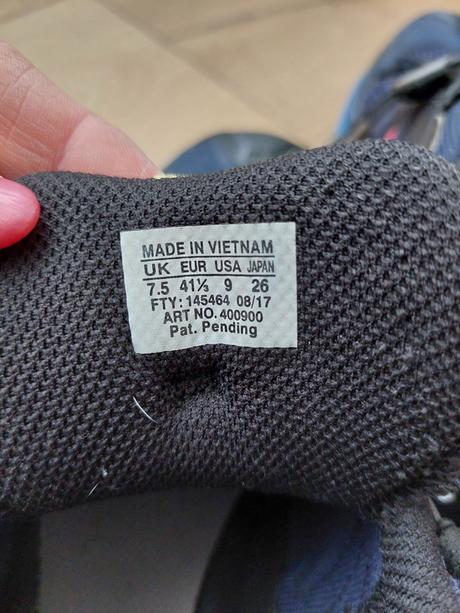 MADE IN VIETNAM
UK EUR USA JAPAN
7.5 41⅓ 9 26
FTY: 145464 08/17
ART NO. 400900
Pat. Pending